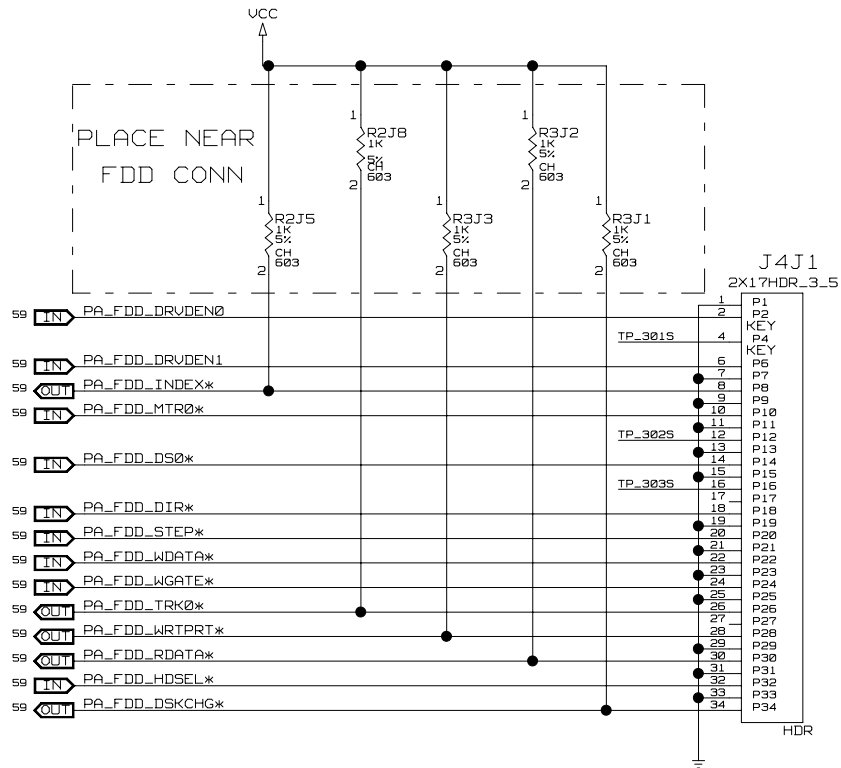 VCC
PLACE NEAR
FDD CONN
1
R2J8
1K
5%
CH
603
2
1
R3J2
1K
5%
CH
603
2
1
R2J5
1K
5%
CH
603
2
1
R3J3
1K
5%
CH
603
2
1
R3J1
1K
5%
CH
603
2
J4J1
2X17HDR_3_5
59 IN PA_FDD_DRVDEN0
59 IN PA_FDD_DRVDEN1
59 OUT PA_FDD_INDEX*
59 IN PA_FDD_MTR0*
59 IN PA_FDD_DS0*
59 IN PA_FDD_DIR*
59 IN PA_FDD_STEP*
59 IN PA_FDD_WDATA*
59 IN PA_FDD_WGATE*
59 OUT PA_FDD_TRK0*
59 OUT PA_FDD_WRTPRT*
59 OUT PA_FDD_RDATA*
59 IN PA_FDD_HDSEL*
59 OUT PA_FDD_DSKCHG*
TP_301S
TP_302S
TP_303S
1 P1
2 P2
KEY
4 P4
KEY
6 P6
7 P7
8 P8
9 P9
10 P10
11 P11
12 P12
13 P13
14 P14
15 P15
16 P16
17 P17
18 P18
19 P19
20 P20
21 P21
22 P22
23 P23
24 P24
25 P25
26 P26
27 P27
28 P28
29 P29
30 P30
31 P31
32 P32
33 P33
34 P34
HDR